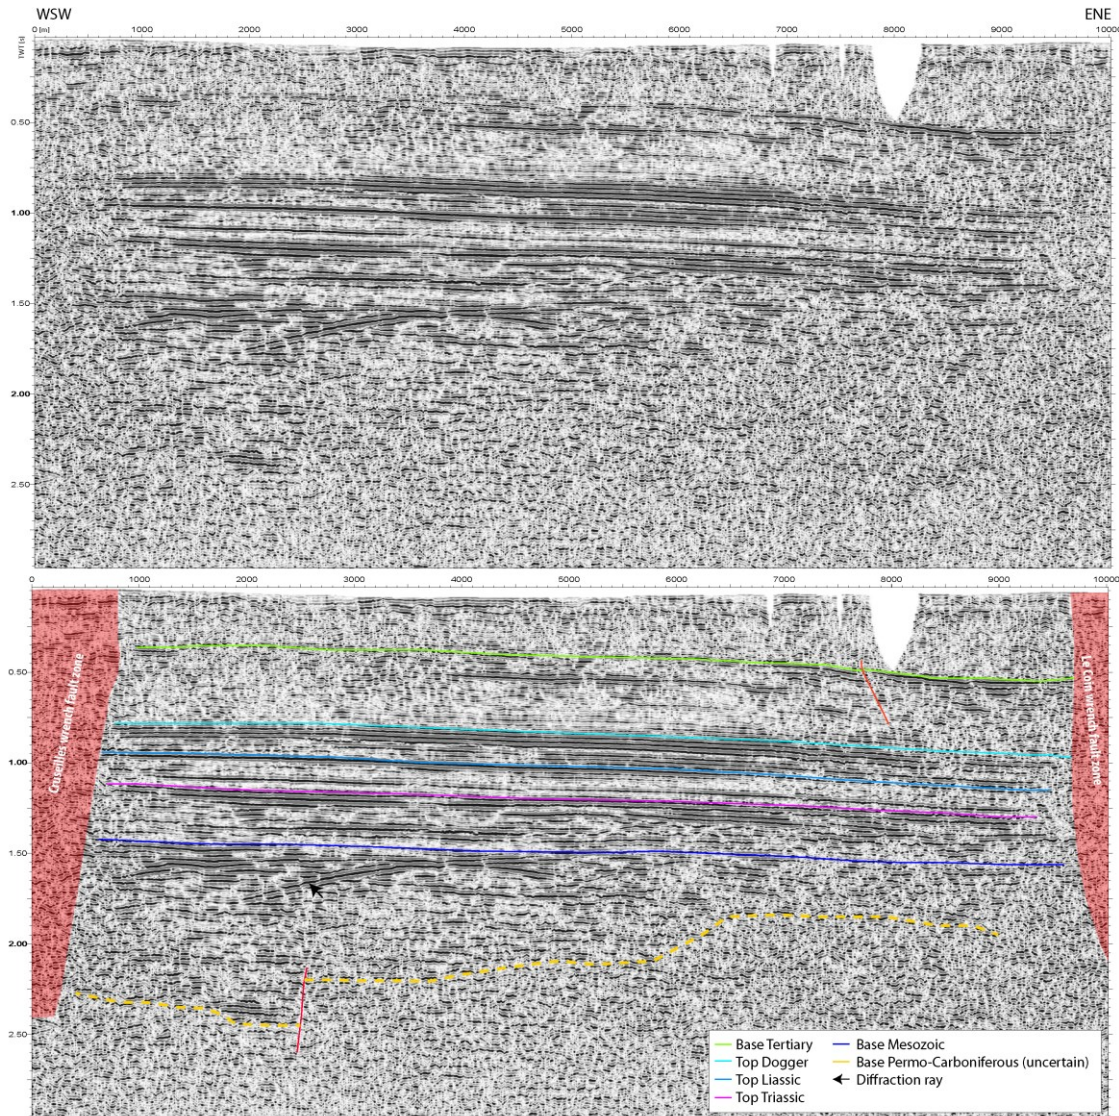 WSW ENE
0 [m] 1000 2000 3000 4000 5000 6000 7000 8000 9000 10000
TWT [s]
0.50
1.00
1.50
2.00
2.50
0 1000 2000 3000 4000 5000 6000 7000 8000 9000 10000
Cruseilles wrench fault zone
Le Lom wrench fault zone
0.50
1.00
1.50
2.00
2.50
Base Tertiary
Top Dogger
Top Liassic
Top Triassic
Base Mesozoic
Base Permo-Carboniferous (uncertain)
Diffraction ray